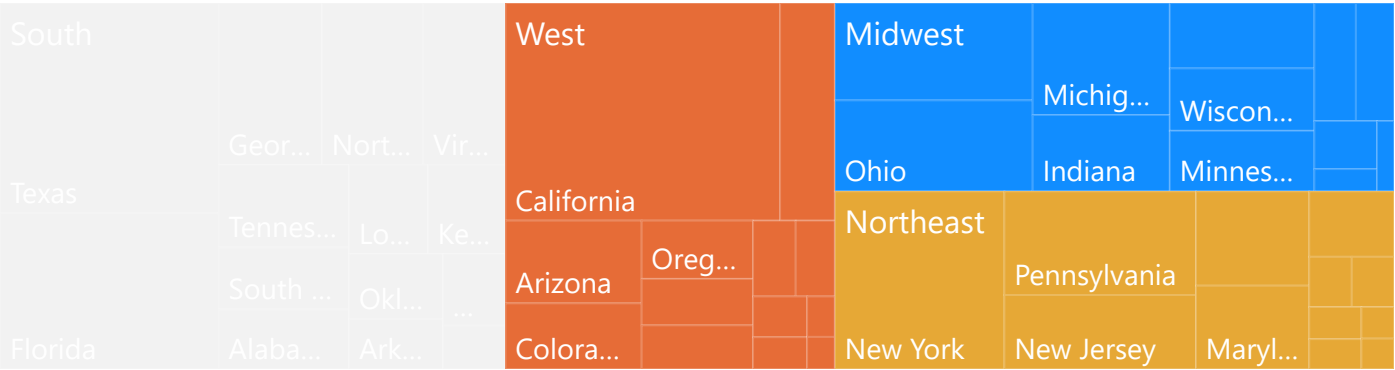 South
Geor...
Nort...
Vir...
Texas
Tennes...
Lo...
Ke...
South ...
Okl...
...
Florida
Alaba...
Ark...
West
California
Arizona
Oreg...
Colora...
Midwest
Michig...
Wiscon...
Ohio
Indiana
Minnes...
Northeast
Pennsylvania
New York
New Jersey
Maryl...